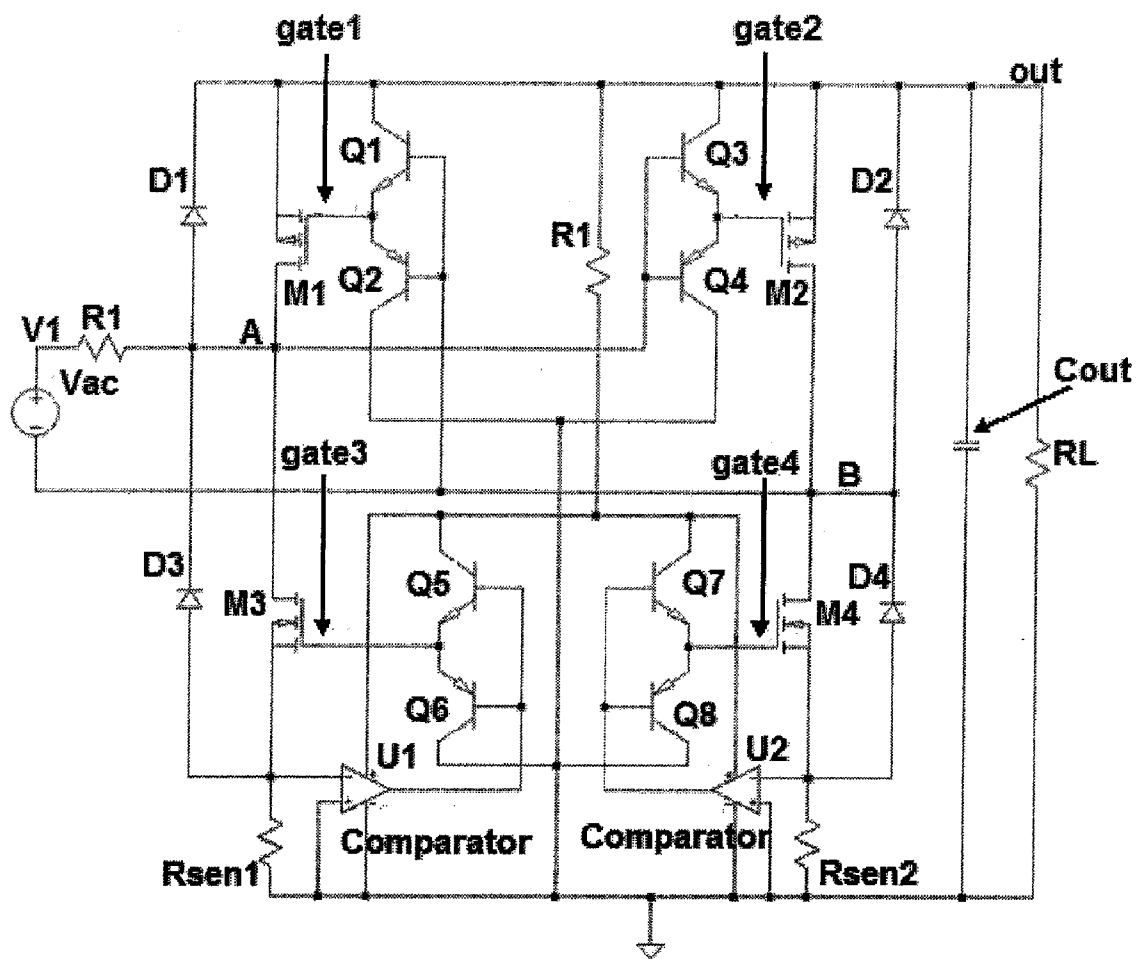 gate1
gate2
out
Q1
Q3
D1
D2
R1
Q2
Q4
M1
M2
V1
R1
A
Vac
Cout
gate3
gate4
B
RL
D3
Q5
Q7
D4
M3
M4
Q6
Q8
U1
U2
Comparator
Comparator
Rsen1
Rsen2